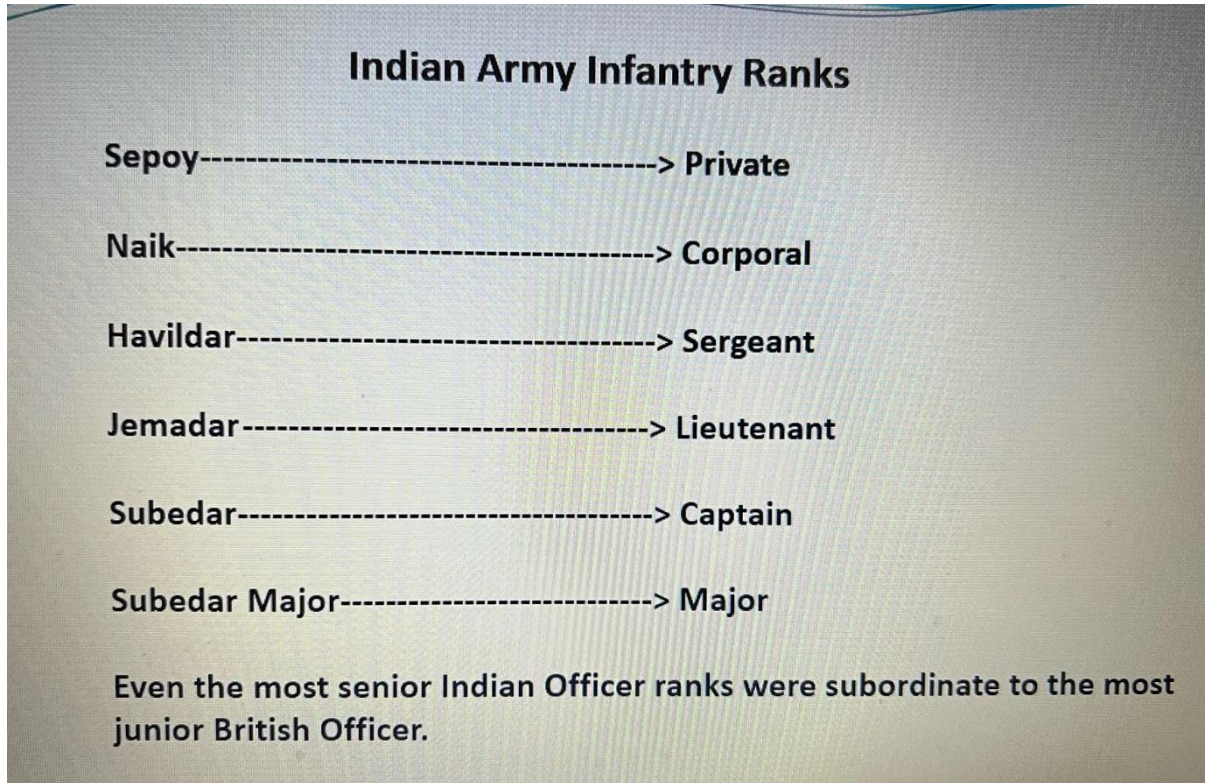 Indian Army Infantry Ranks
Sepoy----------------------------------------> Private
Naik------------------------------------------> Corporal
Havildar-------------------------------------> Sergeant
Jemadar------------------------------------> Lieutenant
Subedar------------------------------------> Captain
Subedar Major---------------------------> Major
Even the most senior Indian Officer ranks were subordinate to the most
junior British Officer.